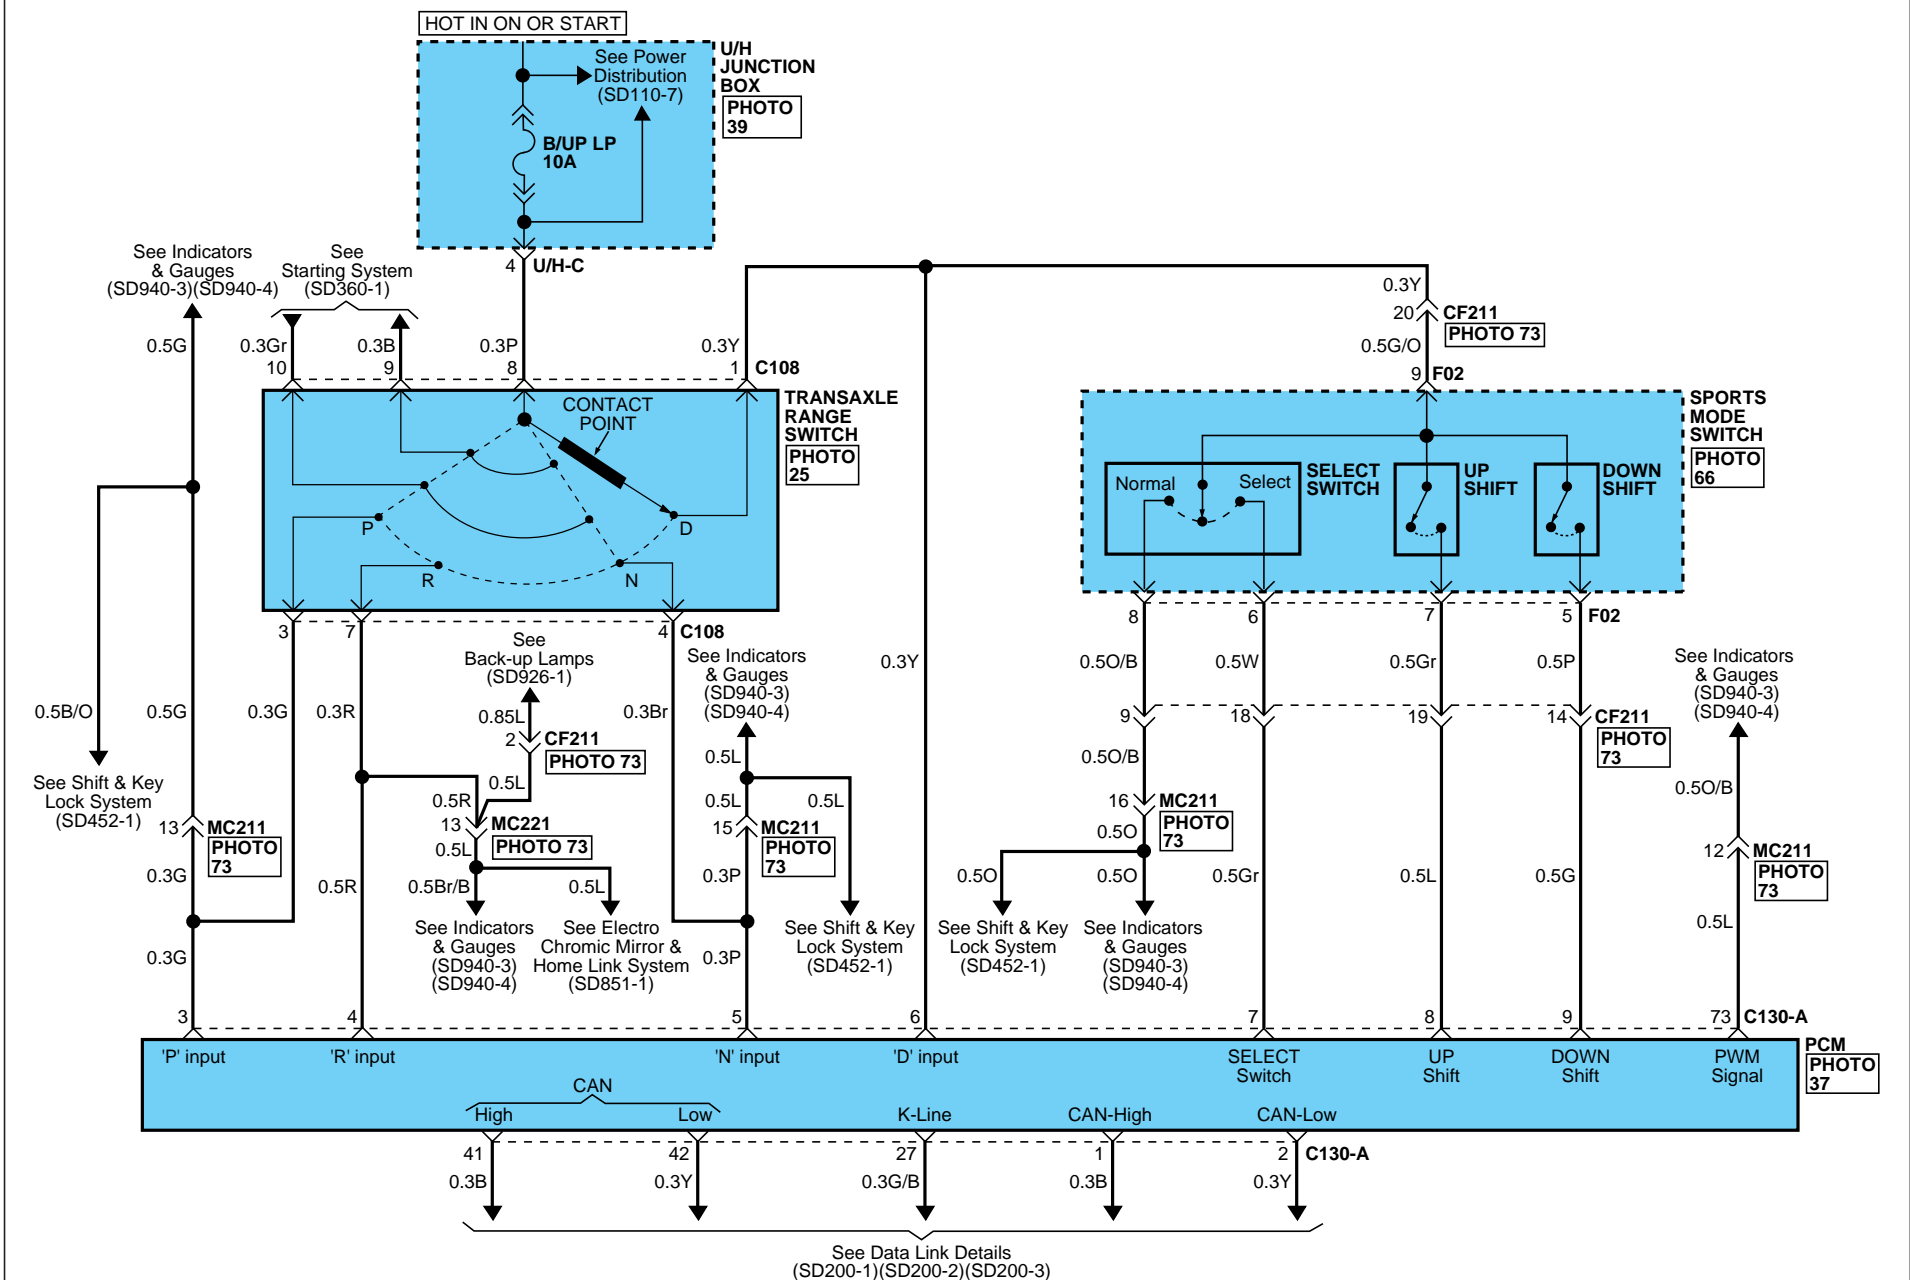 HOT IN ON OR START
See Power
Distribution
(SD110-7)
U/H
JUNCTION
BOX
PHOTO
39
B/UP LP
10A
4 U/H-C
See Indicators
& Gauges
(SD940-3)(SD940-4)
See
Starting System
(SD360-1)
0.5G
0.3Gr
0.3B
0.3P
0.3Y
10
9
8
1
C108
0.3Y
20
CF211
PHOTO 73
0.5G/O
9
F02
CONTACT
POINT
P
R
N
D
TRANSAXLE
RANGE
SWITCH
PHOTO
25
SPORTS
MODE
SWITCH
PHOTO
66
Normal
Select
SELECT
SWITCH
UP
SHIFT
DOWN
SHIFT
3
7
4
C108
8
6
7
5
F02
See
Back-up Lamps
(SD926-1)
See Indicators
& Gauges
(SD940-3)
(SD940-4)
0.3Y
0.5O/B
0.5W
0.5Gr
0.5P
See Indicators
& Gauges
(SD940-3)
(SD940-4)
0.5B/O
0.5G
0.3G
0.3R
0.85L
0.3Br
9
18
19
14
CF211
PHOTO
73
2
CF211
PHOTO 73
0.5L
0.5L
0.5O/B
0.5O/B
See Shift & Key
Lock System
(SD452-1)
13
MC211
PHOTO
73
0.5R
13
MC221
PHOTO 73
0.5L
0.5L
0.5L
15
MC211
PHOTO
73
16
MC211
PHOTO
73
0.5O
12
MC211
PHOTO
73
0.3G
0.5R
0.5Br/B
0.5L
0.3P
0.5O
0.5O
0.5Gr
0.5L
0.5G
0.5L
See Indicators
& Gauges
(SD940-3)
(SD940-4)
See Electro
Chromic Mirror &
Home Link System
(SD851-1)
See Shift & Key
Lock System
(SD452-1)
See Shift & Key
Lock System
(SD452-1)
See Indicators
& Gauges
(SD940-3)
(SD940-4)
0.3G
0.3P
3
4
5
6
7
8
9
73
C130-A
'P' input
'R' input
'N' input
'D' input
SELECT
Switch
UP
Shift
DOWN
Shift
PWM
Signal
PCM
PHOTO
37
CAN
High
Low
K-Line
CAN-High
CAN-Low
41
42
27
1
2
C130-A
0.3B
0.3Y
0.3G/B
0.3B
0.3Y
See Data Link Details
(SD200-1)(SD200-2)(SD200-3)